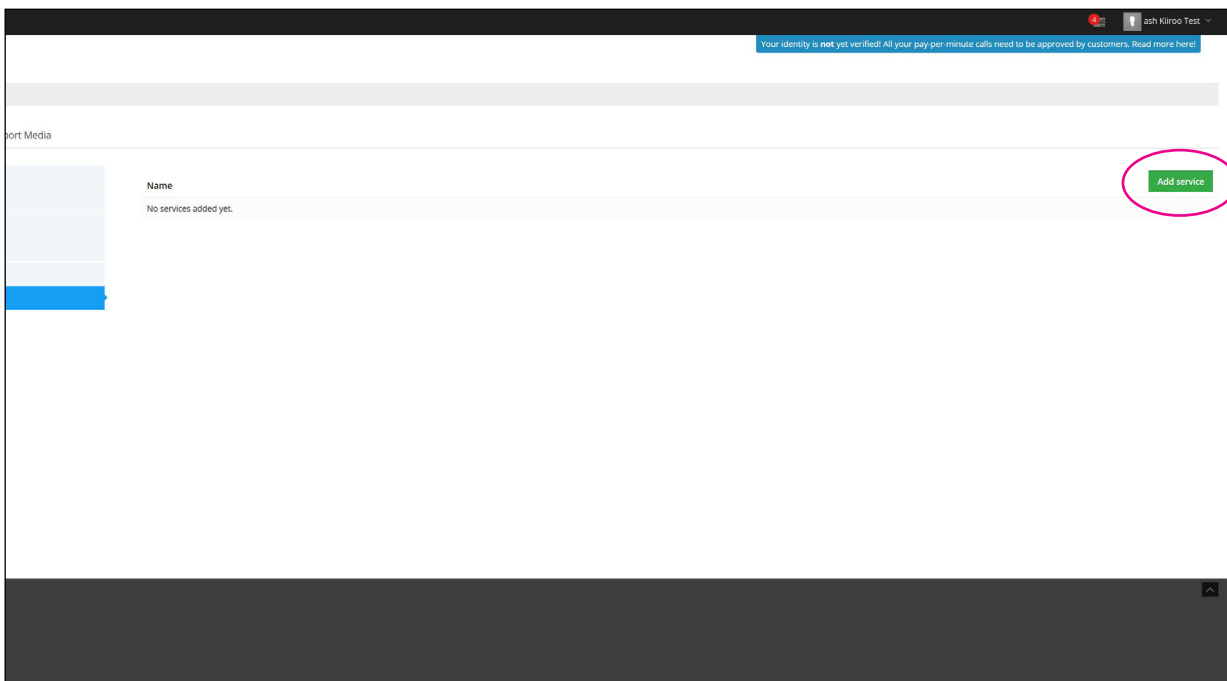 4
ash Kiiroo Test
Your identity is not yet verified! All your pay-per-minute calls need to be approved by customers. Read more here!
port Media
Name
Add service
No services added yet.